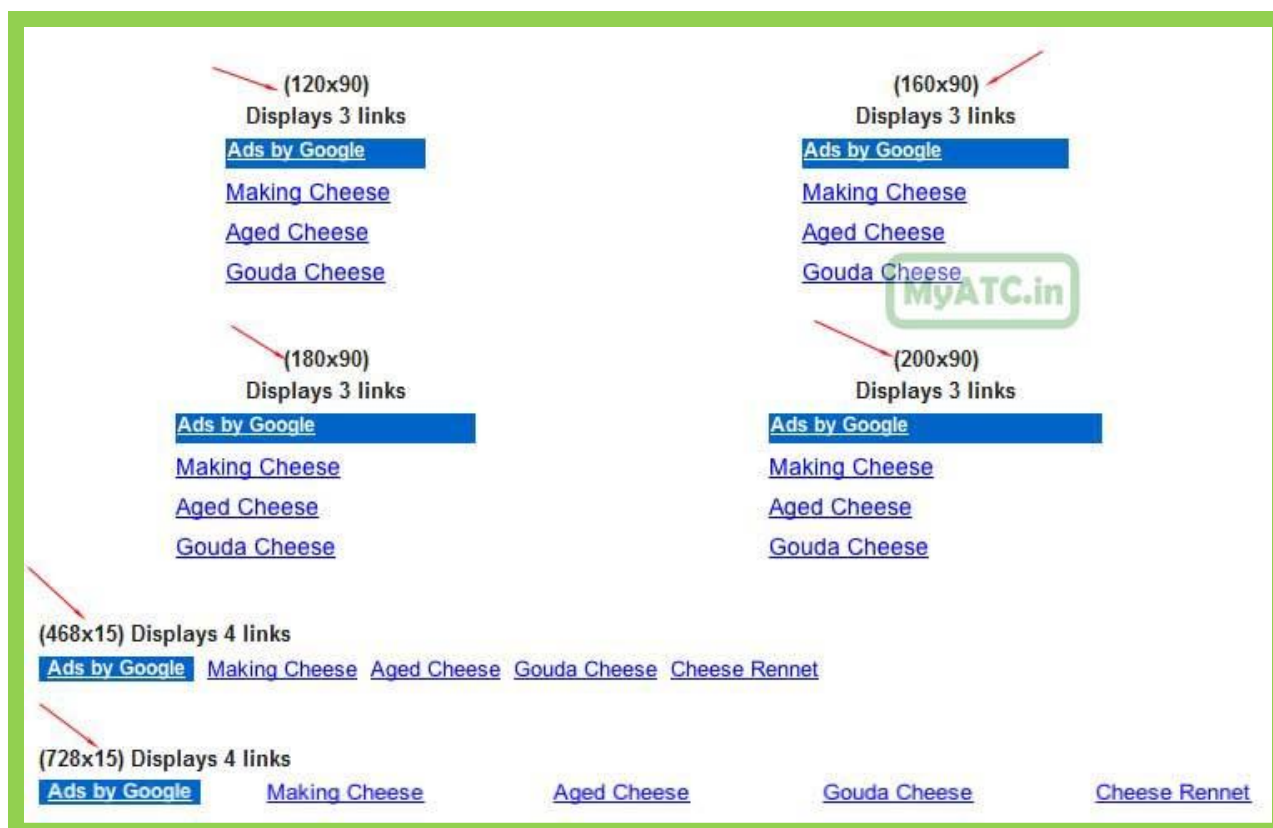 (120x90)
Displays 3 links
Ads by Google
Making Cheese
Aged Cheese
Gouda Cheese
(160x90)
Displays 3 links
Ads by Google
Making Cheese
Aged Cheese
Gouda Cheese
MyATC.in
(180x90)
Displays 3 links
Ads by Google
Making Cheese
Aged Cheese
Gouda Cheese
(200x90)
Displays 3 links
Ads by Google
Making Cheese
Aged Cheese
Gouda Cheese
(468x15) Displays 4 links
Ads by Google Making Cheese Aged Cheese Gouda Cheese Cheese Rennet
(728x15) Displays 4 links
Ads by Google Making Cheese Aged Cheese Gouda Cheese Cheese Rennet